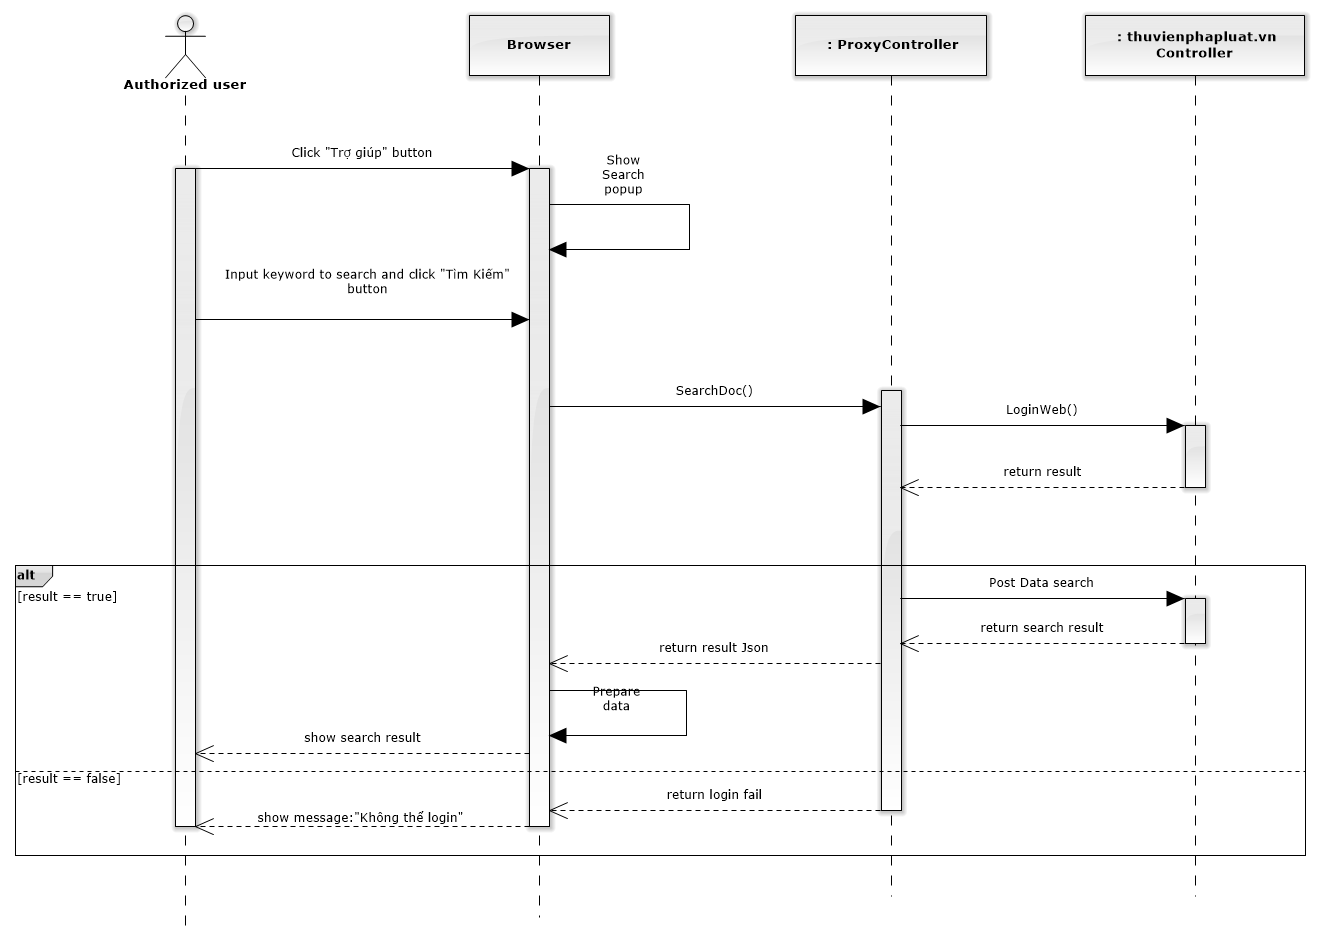 Authorized user
Browser
: ProxyController
: thuvienphapluat.vn
Controller
Click "Trợ giúp" button
Show
Search
popup
Input keyword to search and click "Tìm Kiếm"
button
SearchDoc()
LoginWeb()
return result
alt
[result == true]
Post Data search
return search result
return result Json
Prepare
data
show search result
[result == false]
return login fail
show message:"Không thể login"